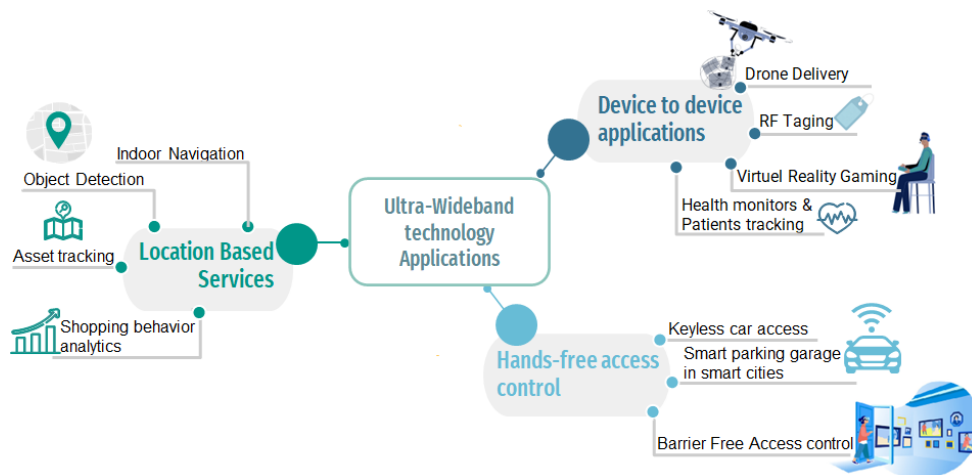 Ultra-Wideband
technology
Applications
Location Based
Services
Indoor Navigation
Object Detection
Asset tracking
Shopping behavior
analytics
Device to device
applications
Drone Delivery
RF Taging
Virtuel Reality Gaming
Health monitors &
Patients tracking
Hands-free access
control
Keyless car access
Smart parking garage
in smart cities
Barrier Free Access control